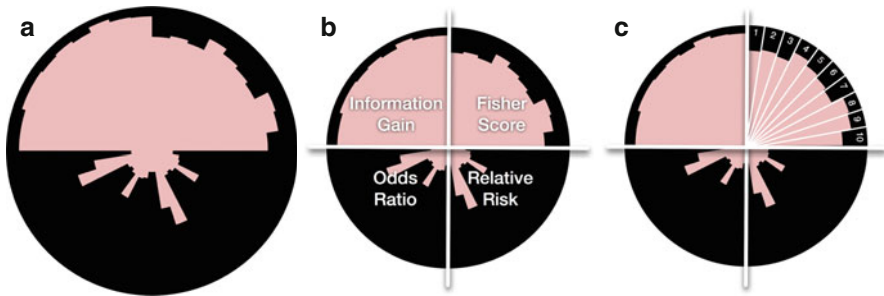 a
b
c
Information
Gain
Fisher
Score
Odds
Ratio
Relative
Risk
1
2
3
4
5
6
7
8
9
10